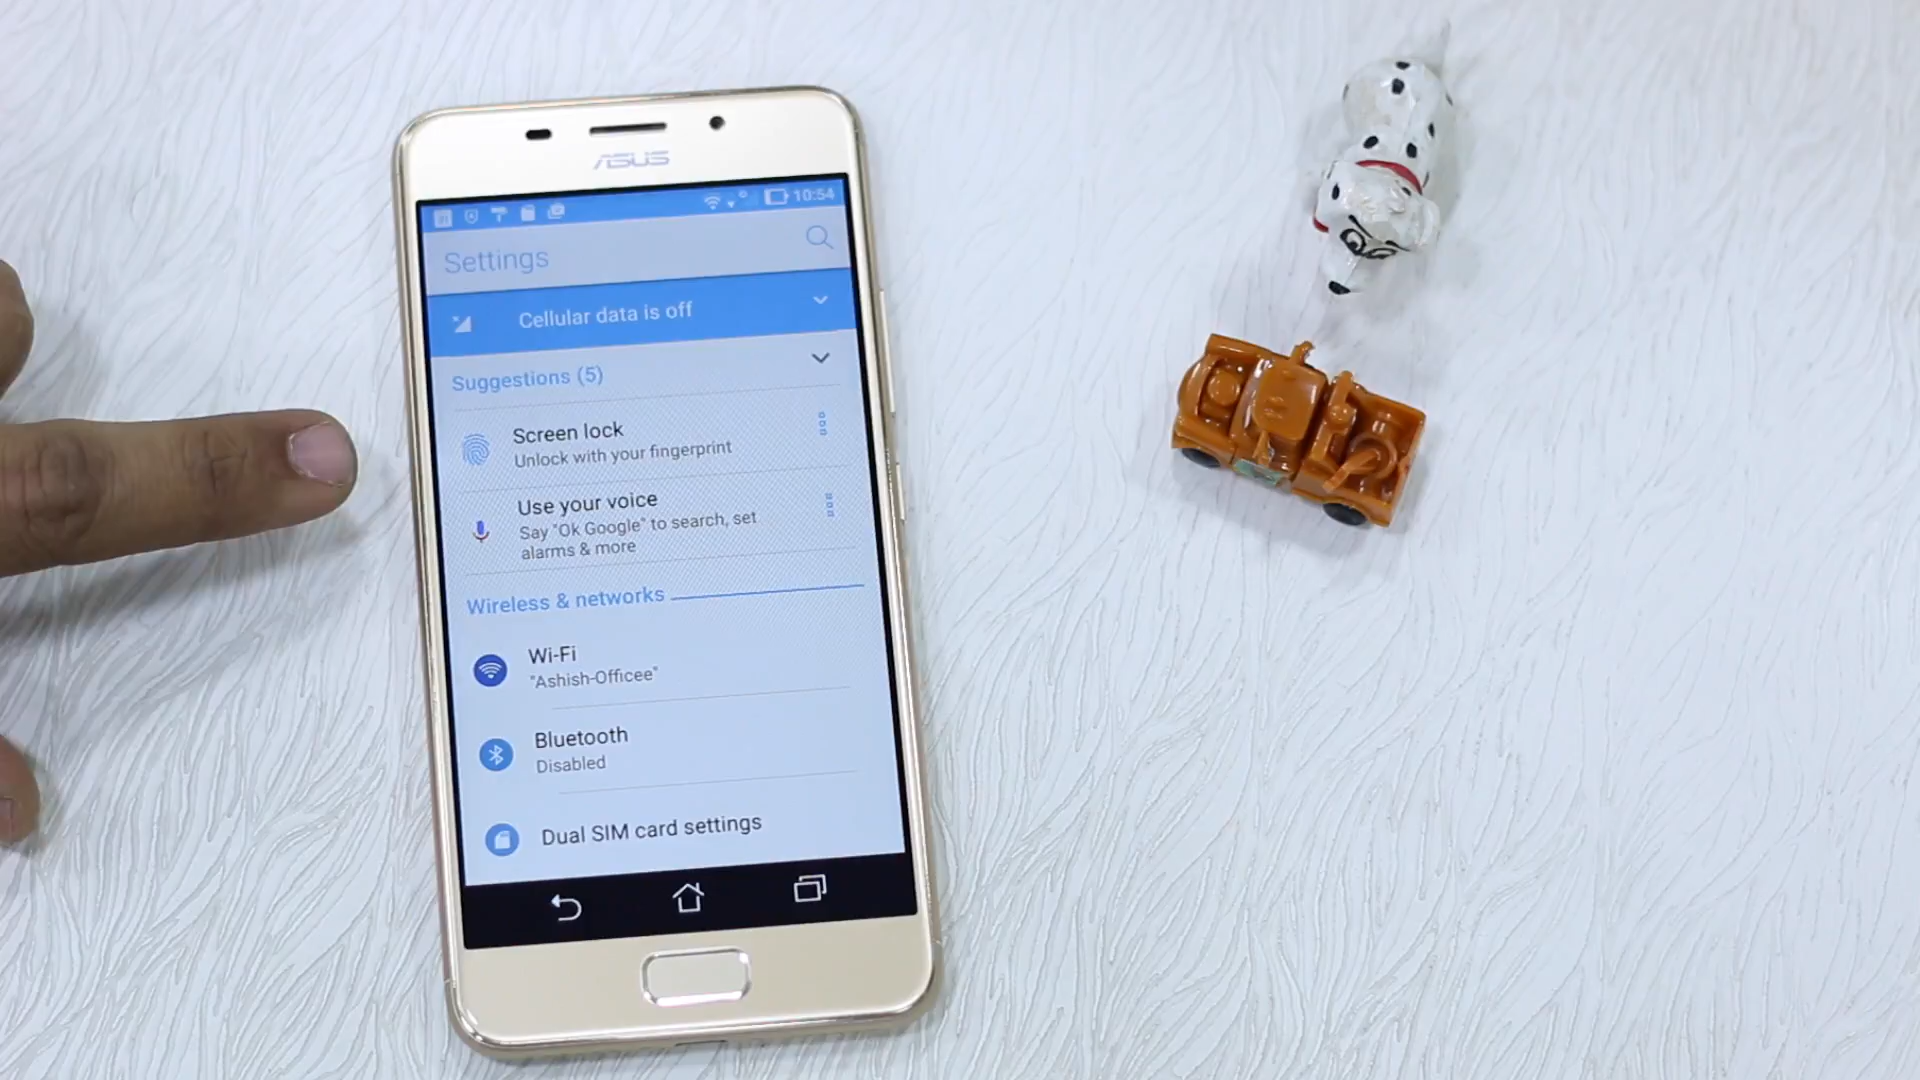 ASUS
31
10:54
Settings
Cellular data is off
Suggestions (5)
Screen lock
Unlock with your fingerprint
Use your voice
Say "Ok Google" to search, set
alarms & more
Wireless & networks
Wi-Fi
"Ashish-Officee"
Bluetooth
Disabled
Dual SIM card settings